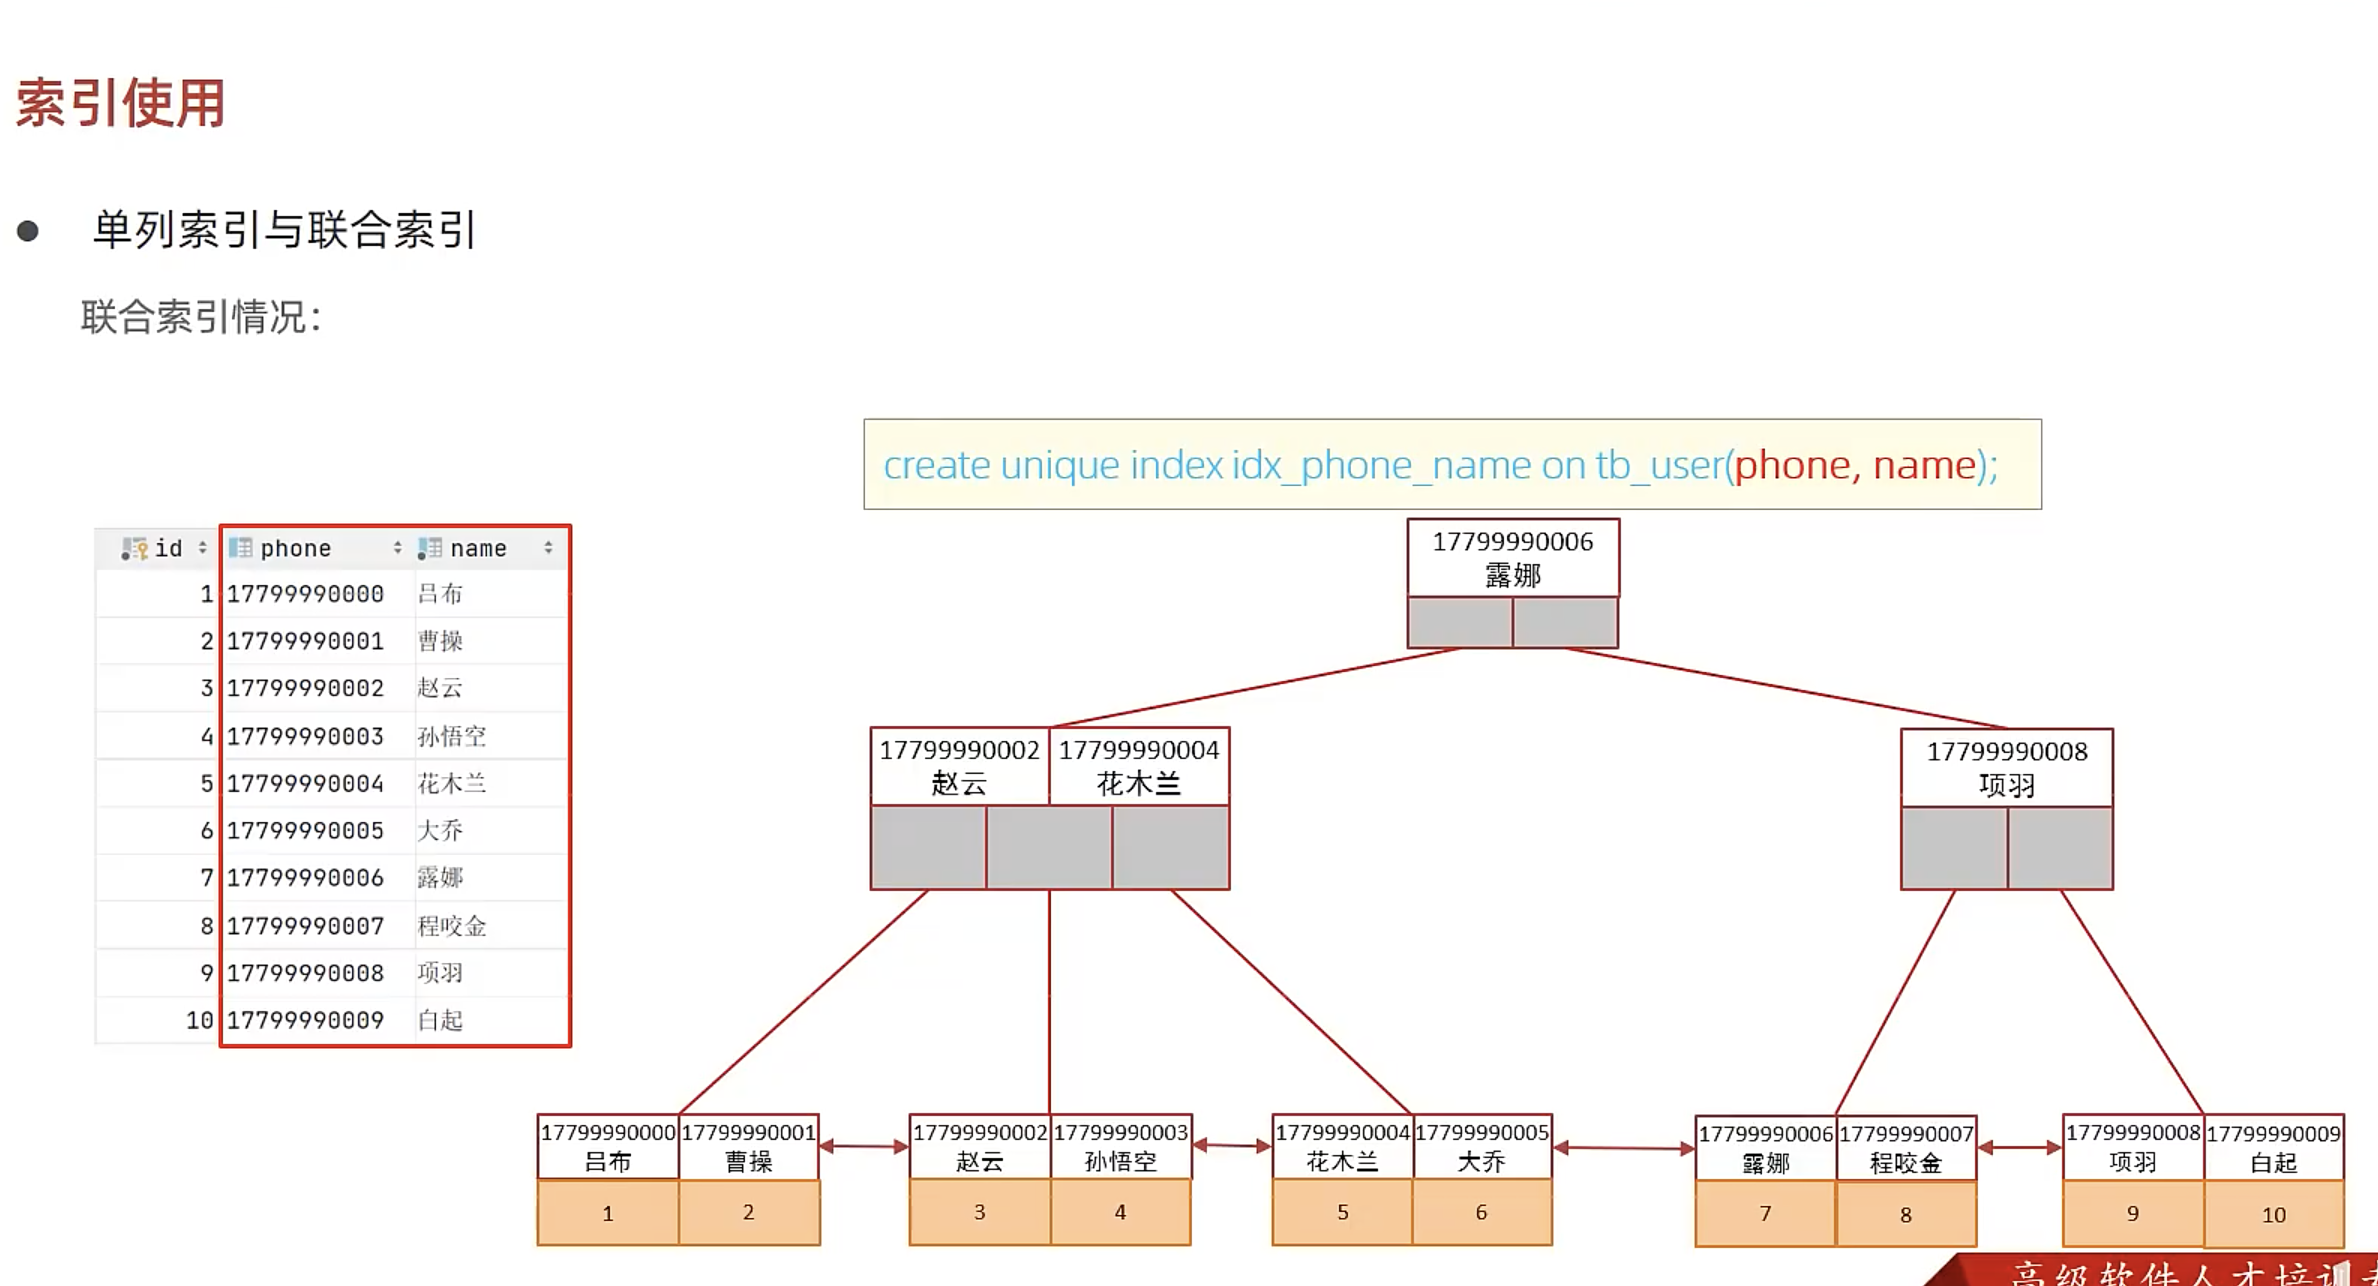 索引使用
● 单列索引与联合索引
联合索引情况：
create unique index idx_phone_name on tb_user(phone, name);
id phone name
1 17799990000 吕布
2 17799990001 曹操
3 17799990002 赵云
4 17799990003 孙悟空
5 17799990004 花木兰
6 17799990005 大乔
7 17799990006 露娜
8 17799990007 程咬金
9 17799990008 项羽
10 17799990009 白起
17799990006
露娜
17799990002 17799990004
赵云 花木兰
17799990008
项羽
17799990000 17799990001 17799990002 17799990003 17799990004 17799990005 17799990006 17799990007 17799990008 17799990009
吕布 曹操 赵云 孙悟空 花木兰 大乔 露娜 程咬金 项羽 白起
1 2 3 4 5 6 7 8 9 10
高级软件人才培训